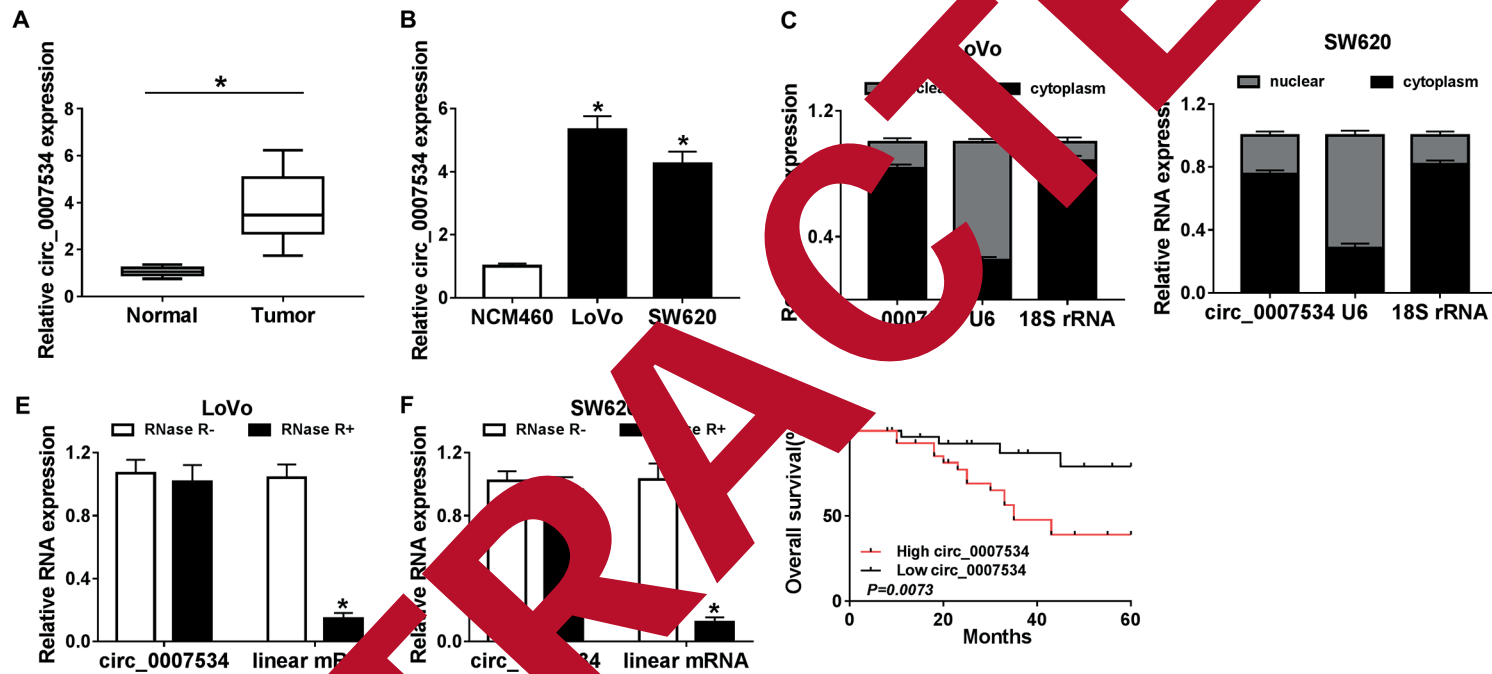 A
Relative circ_0007534 expression
*
8
6
4
2
0
Normal Tumor
B
Relative circ_0007534 expression
*
*
6
4
2
0
NCM460 LoVo SW620
C
oVo
cytoplasm
1.2
0.4
U6 18S rRNA
SW620
nuclear cytoplasm
Relative RNA expression
1.2
0.8
0.4
0.0
circ_0007534 U6 18S rRNA
E
LoVo
RNase R- RNase R+
Relative RNA expression
1.2
0.8
0.4
0.0
*
circ_0007534 linear
F
SW620
RNase R- R+
Relative RNA expression
1.2
0.8
0.0
*
linear mRNA
Overall survival
50
0
High circ_0007534
Low circ_0007534
P=0.0073
0 20 40 60
Months
TRACTE